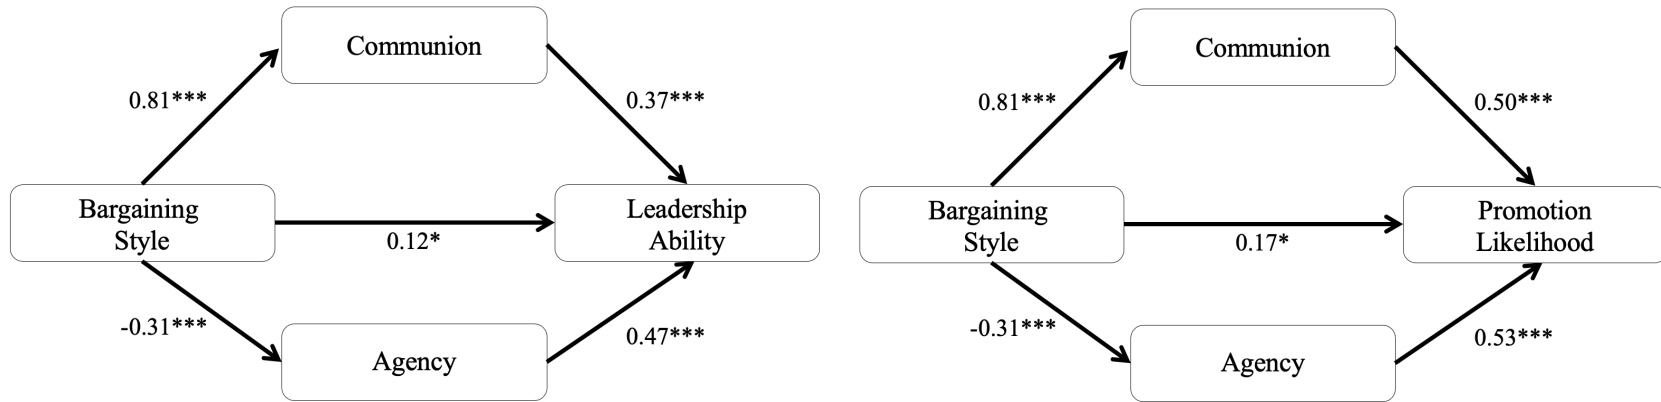 Communion
0.81***
0.37***
Bargaining
Style
0.12*
Leadership
Ability
-0.31***
0.47***
Agency
Communion
0.81***
0.50***
Bargaining
Style
0.17*
Promotion
Likelihood
-0.31***
0.53***
Agency